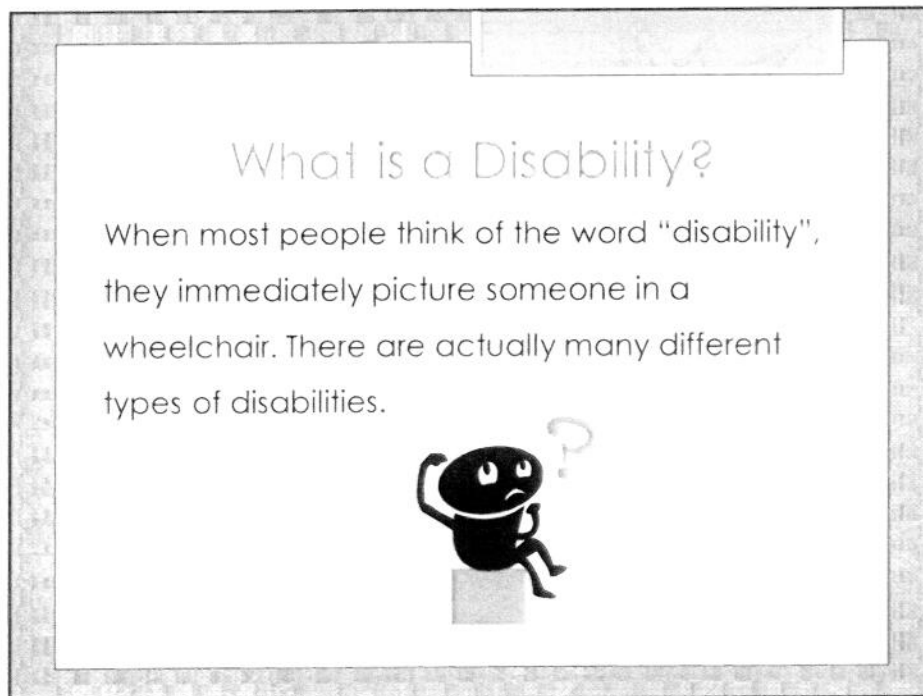 What is a Disability?
When most people think of the word “disability”,
they immediately picture someone in a
wheelchair. There are actually many different
types of disabilities.
?